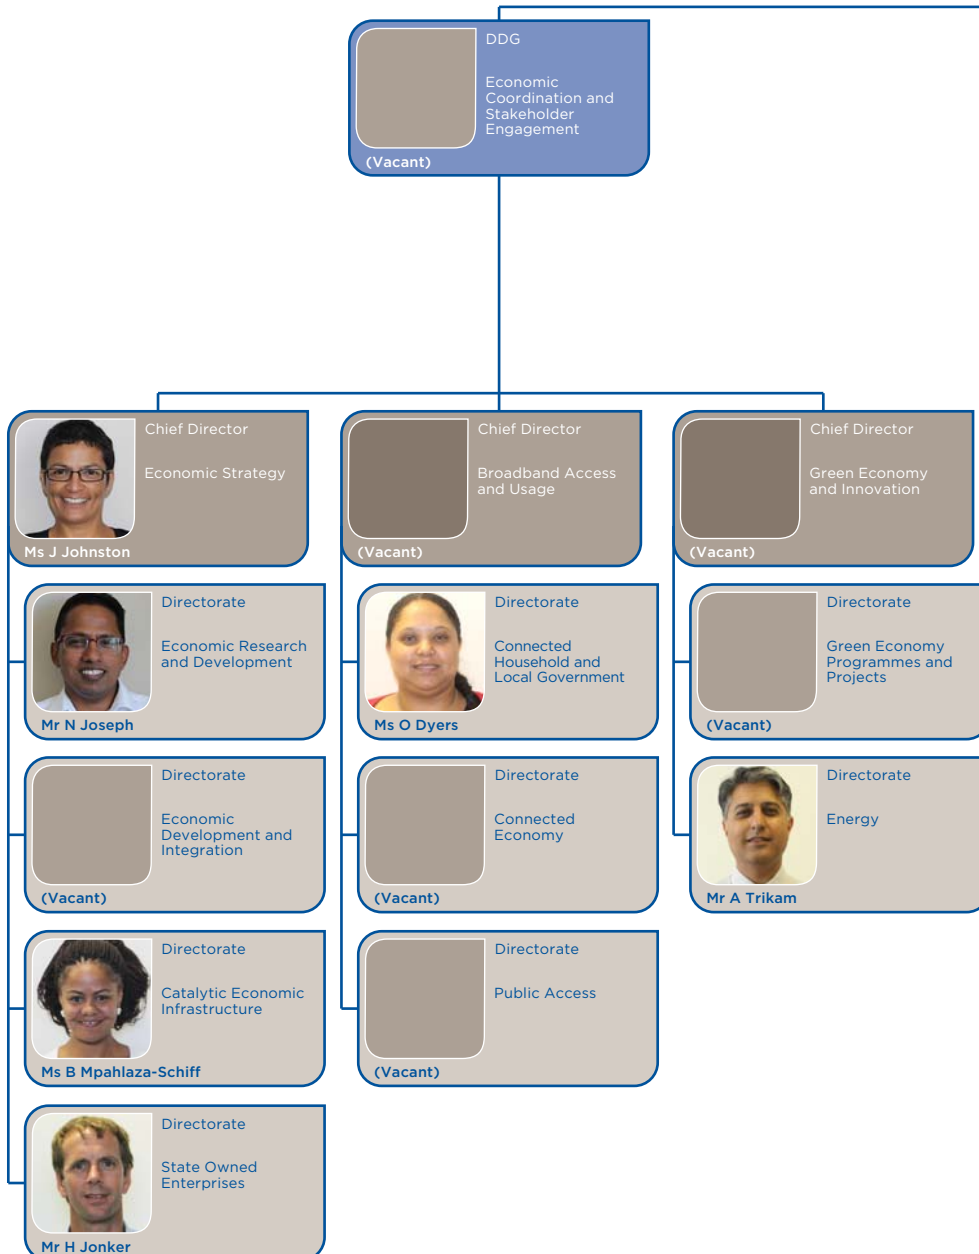 DDG
Economic
Coordination and
Stakeholder
Engagement
(Vacant)
Chief Director
Economic Strategy
Ms J Johnston
Directorate
Economic Research
and Development
Mr N Joseph
Directorate
Economic
Development and
Integration
(Vacant)
Directorate
Catalytic Economic
Infrastructure
Ms B Mpahlaza-Schiff
Directorate
State Owned
Enterprises
Mr H Jonker
Chief Director
Broadband Access
and Usage
(Vacant)
Directorate
Connected
Household and
Local Government
Ms O Dyers
Directorate
Connected
Economy
(Vacant)
Directorate
Public Access
(Vacant)
Chief Director
Green Economy
and Innovation
(Vacant)
Directorate
Green Economy
Programmes and
Projects
(Vacant)
Directorate
Energy
Mr A Trikam